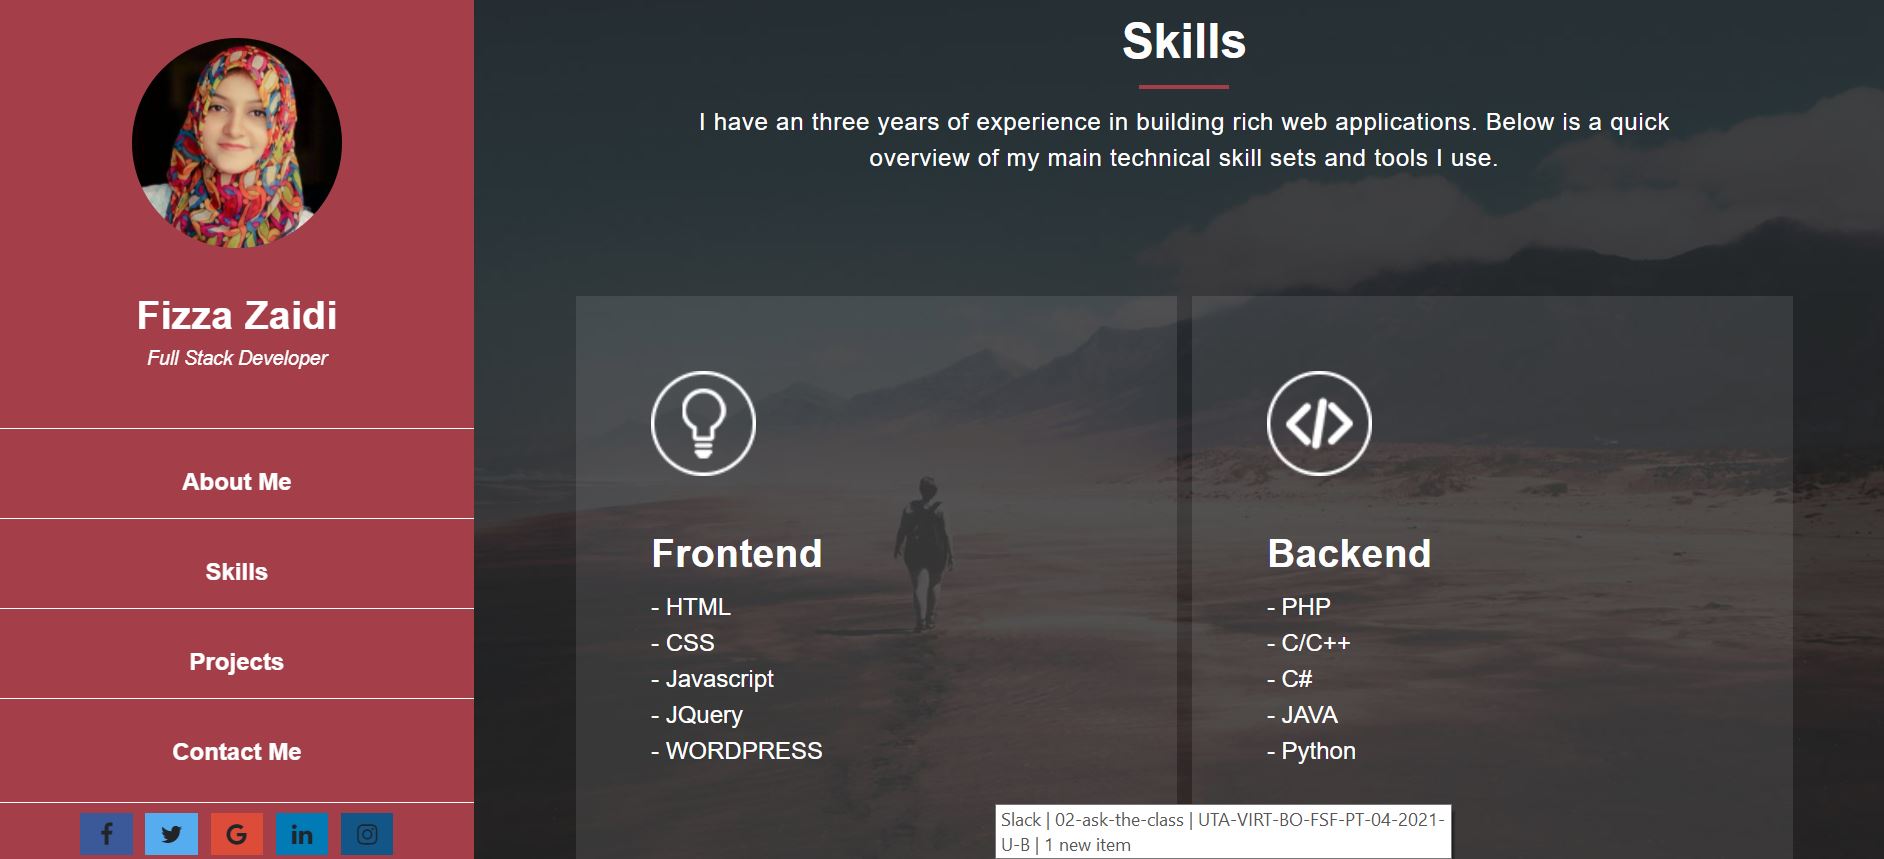 Fizza Zaidi
Full Stack Developer
About Me
Skills
Projects
Contact Me
Skills
I have an three years of experience in building rich web applications. Below is a quick
overview of my main technical skill sets and tools I use.
Frontend
- HTML
- CSS
- Javascript
- JQuery
- WORDPRESS
Backend
- PHP
- C/C++
- C#
- JAVA
- Python
Slack | 02-ask-the-class | UTA-VIRT-BO-FSF-PT-04-2021-
U-B | 1 new item